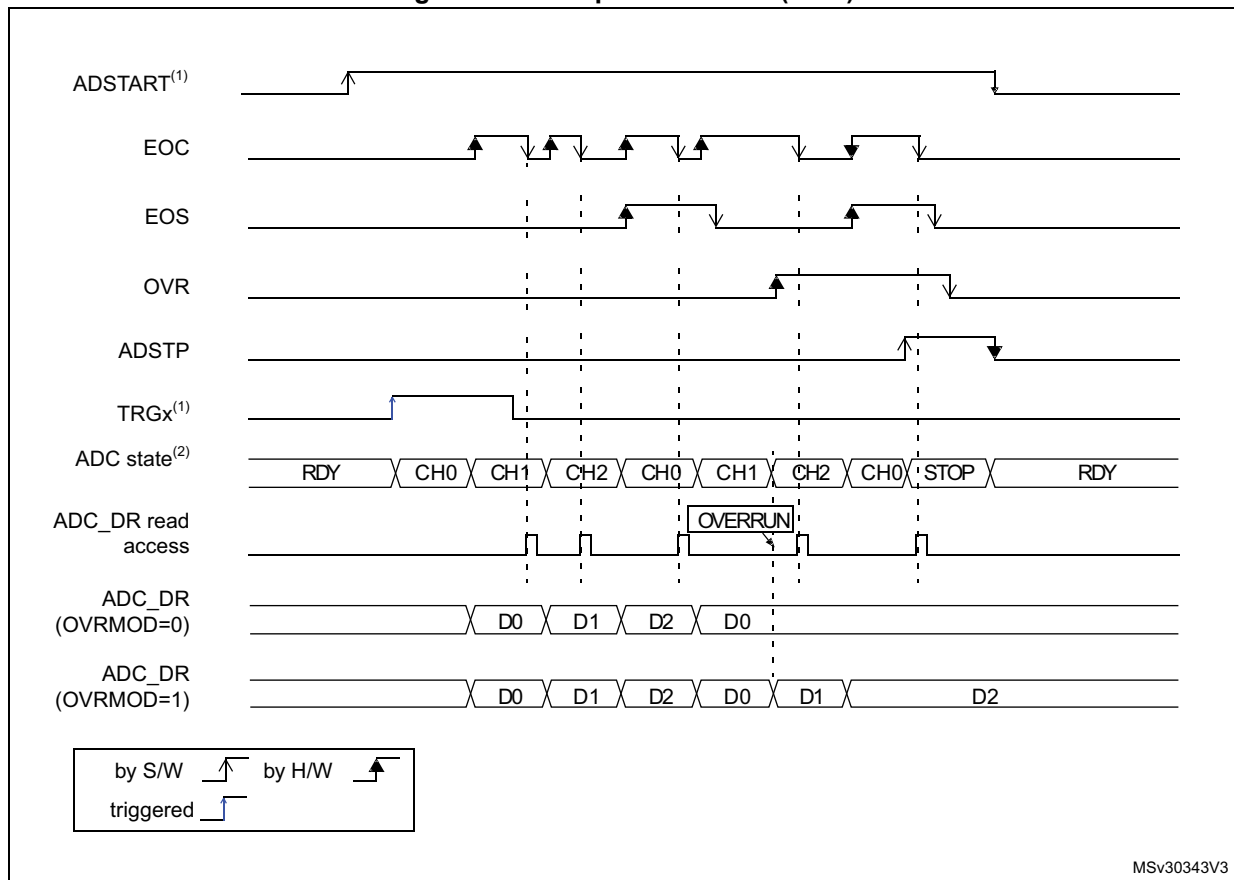 ADSTART(1)
EOC
EOS
OVR
ADSTP
TRGx(1)
ADC state(2)
RDY CH0 CH1 CH2 CH0 CH1 CH2 CH0 STOP RDY
ADC_DR read
access
OVERRUN
ADC_DR
(OVRMOD=0)
D0 D1 D2 D0
ADC_DR
(OVRMOD=1)
D0 D1 D2 D0 D1 D2
by S/W by H/W
triggered
MSv30343V3